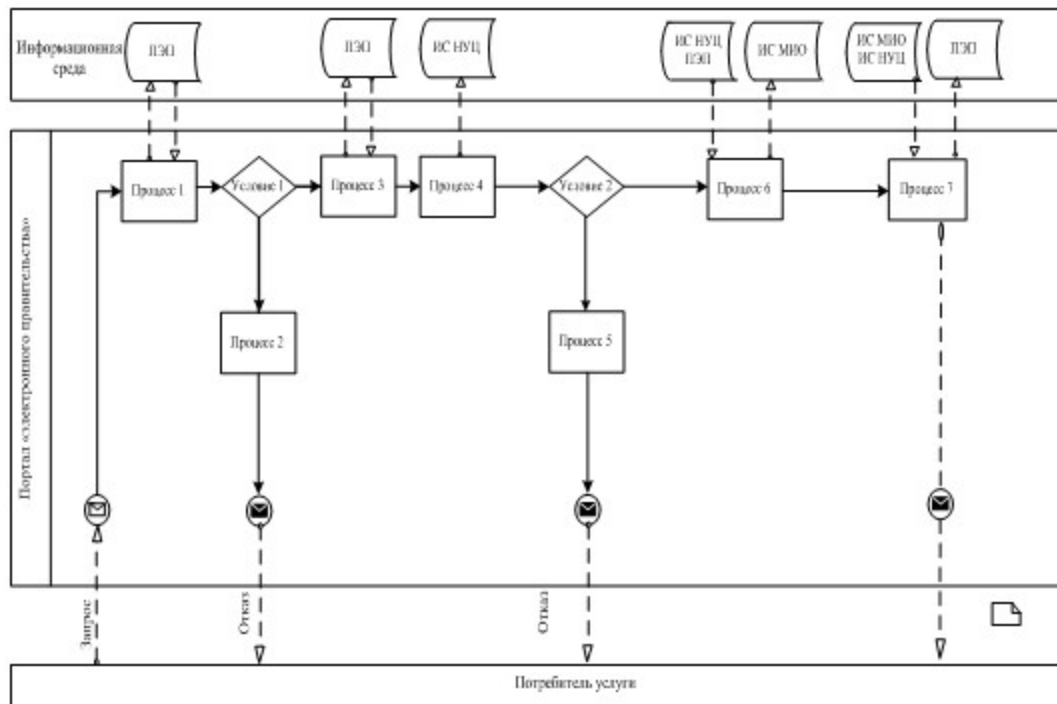 Информационная
среда
ПЭП
ПЭП
ИС НУЦ
ИС НУЦ
ПЭП
ИС МИО
ИС МИО
ИС НУЦ
ПЭП
Портал «электронного правительства»
Процесс 1
Условие 1
Процесс 3
Процесс 4
Условие 2
Процесс 6
Процесс 7
Процесс 2
Процесс 5
Запрос
Отказ
Отказ
Потребитель услуги